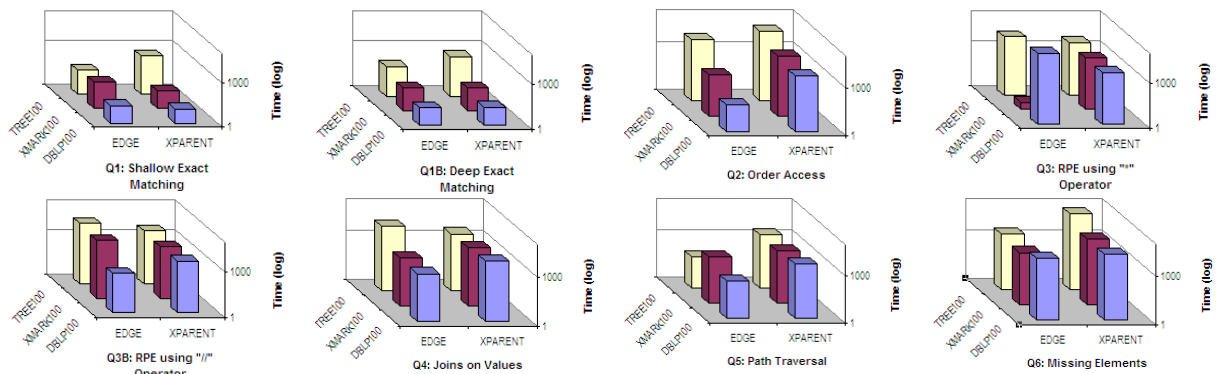 Time (log)
1000
1
TREE100
XMARK100
DBLP100
EDGE
XPARENT
Q1: Shallow Exact
Matching
Time (log)
1000
1
TREE100
XMARK100
DBLP100
EDGE
XPARENT
Q1B: Deep Exact
Matching
Time (log)
1000
1
TREE100
XMARK100
DBLP100
EDGE
XPARENT
Q2: Order Access
Time (log)
1000
1
TREE100
XMARK100
DBLP100
EDGE
XPARENT
Q3: RPE using "*"
Operator
Time (log)
1000
1
TREE100
XMARK100
DBLP100
EDGE
XPARENT
Q3B: RPE using "//"
Operator
Time (log)
1000
1
TREE100
XMARK100
DBLP100
EDGE
XPARENT
Q4: Joins on Values
Time (log)
1000
1
TREE100
XMARK100
DBLP100
EDGE
XPARENT
Q5: Path Traversal
Time (log)
1000
1
TREE100
XMARK100
DBLP100
EDGE
XPARENT
Q6: Missing Elements